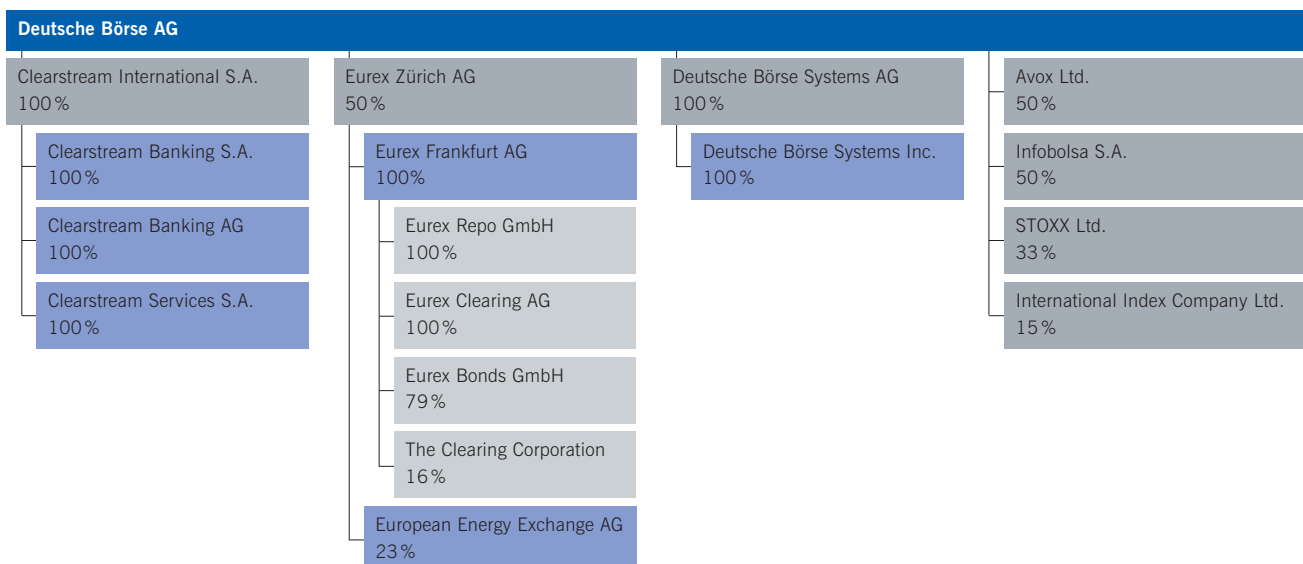 Deutsche Börse AG
Clearstream International S.A.
100 %
Clearstream Banking S.A.
100 %
Clearstream Banking AG
100%
Clearstream Services S.A.
100 %
Eurex Zürich AG
50 %
Eurex Frankfurt AG
100%
Eurex Repo GmbH
100 %
Eurex Clearing AG
100 %
Eurex Bonds GmbH
79 %
The Clearing Corporation
16 %
European Energy Exchange AG
23 %
Deutsche Börse Systems AG
100 %
Deutsche Börse Systems Inc.
100 %
Avox Ltd.
50 %
Infobolsa S.A.
50 %
STOXX Ltd.
33 %
International Index Company Ltd.
15 %